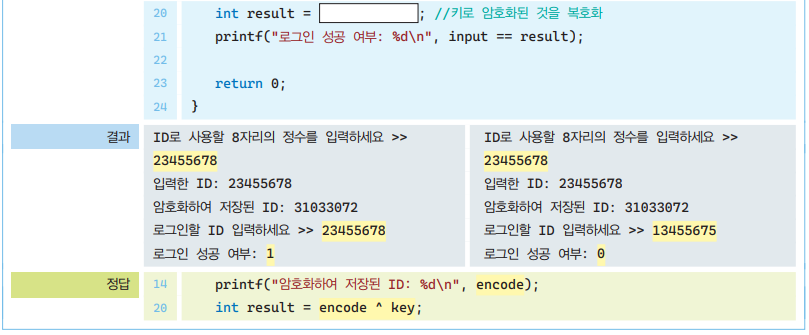 20 int result = ; //키로 암호화된 것을 복호화
21 printf("로그인 성공 여부: %d\n", input == result);
22
23 return 0;
24 }
결과
ID로 사용할 8자리의 정수를 입력하세요 >>
23455678
입력한 ID: 23455678
암호화하여 저장된 ID: 31033072
로그인할 ID 입력하세요 >> 23455678
로그인 성공 여부: 1
ID로 사용할 8자리의 정수를 입력하세요 >>
23455678
입력한 ID: 23455678
암호화하여 저장된 ID: 31033072
로그인할 ID 입력하세요 >> 13455675
로그인 성공 여부: 0
정답
14 printf("암호화하여 저장된 ID: %d\n", encode);
20 int result = encode ^ key;